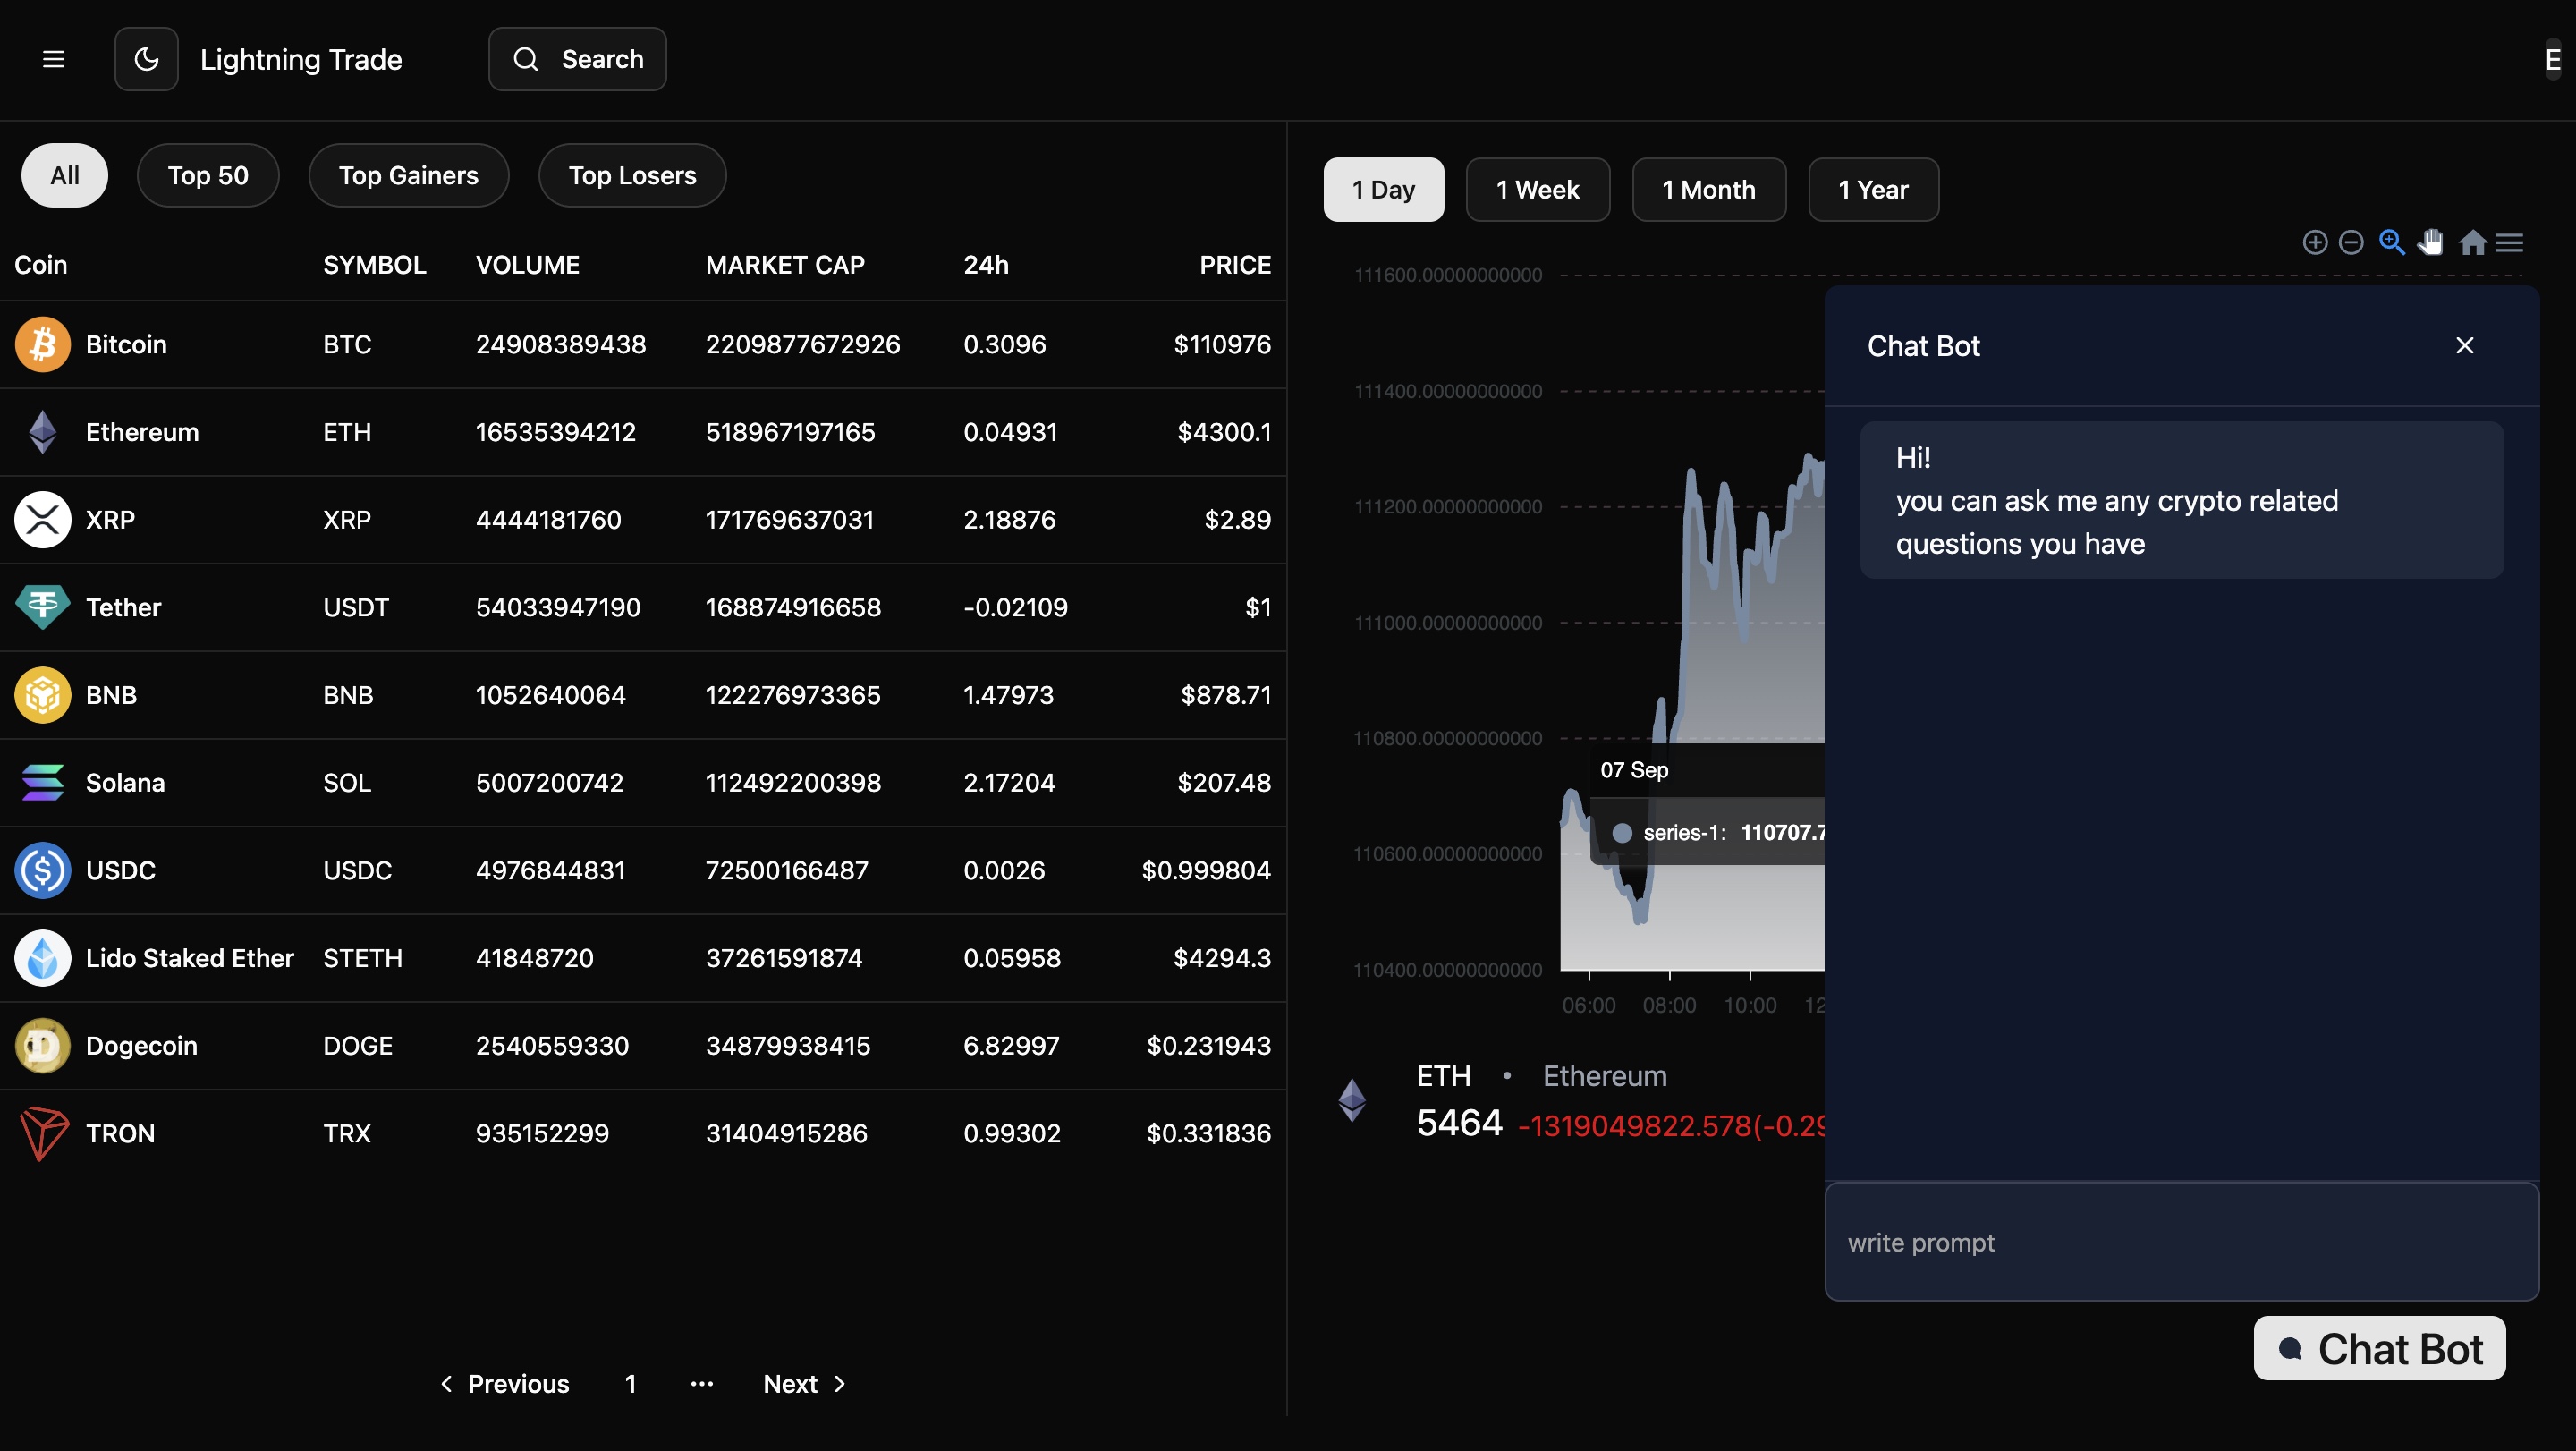 Lightning Trade
Search
E
All
Top 50
Top Gainers
Top Losers
Coin SYMBOL VOLUME MARKET CAP 24h PRICE
Bitcoin BTC 24908389438 2209877672926 0.3096 $110976
Ethereum ETH 16535394212 518967197165 0.04931 $4300.1
XRP XRP 4444181760 171769637031 2.18876 $2.89
Tether USDT 54033947190 168874916658 -0.02109 $1
BNB BNB 1052640064 122276973365 1.47973 $878.71
Solana SOL 5007200742 112492200398 2.17204 $207.48
USDC USDC 4976844831 72500166487 0.0026 $0.999804
Lido Staked Ether STETH 41848720 37261591874 0.05958 $4294.3
Dogecoin DOGE 2540559330 34879938415 6.82997 $0.231943
TRON TRX 935152299 31404915286 0.99302 $0.331836
Previous 1 ... Next
1 Day
1 Week
1 Month
1 Year
111600.00000000000
111400.00000000000
111200.00000000000
111000.00000000000
110800.00000000000
110600.00000000000
110400.00000000000
07 Sep
series-1: 110707.7
06:00 08:00 10:00 12
ETH • Ethereum
5464 -1319049822.578(-0.29
Chat Bot
Hi!
you can ask me any crypto related
questions you have
write prompt
Chat Bot